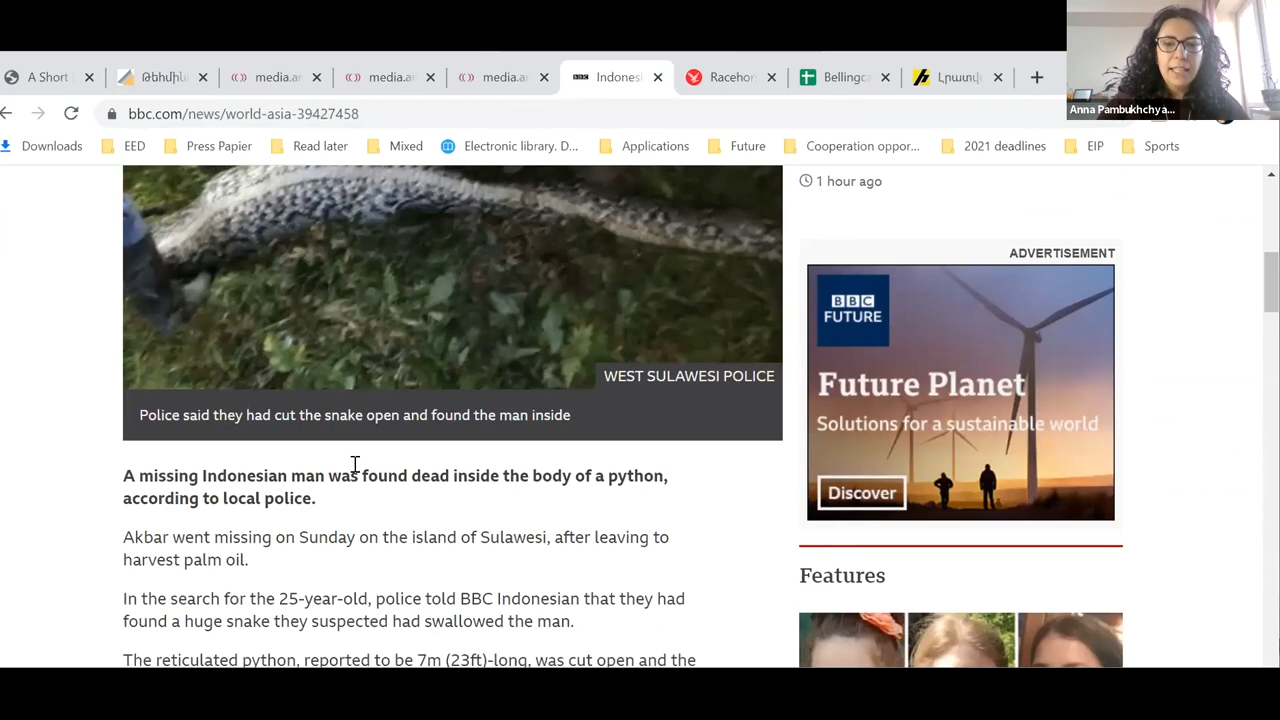 A Short
Թեհլին
media.ar
media.ar
media.ar
Indonesi
Racehor
Bellingca
Լրատվ
Anna Pambukhchya...
bbc.com/news/world-asia-39427458
Downloads
EED
Press Papier
Read later
Mixed
Electronic library. D...
Applications
Future
Cooperation oppor...
2021 deadlines
EIP
Sports
WEST SULAWESI POLICE
Police said they had cut the snake open and found the man inside
A missing Indonesian man was found dead inside the body of a python,
according to local police.
Akbar went missing on Sunday on the island of Sulawesi, after leaving to
harvest palm oil.
In the search for the 25-year-old, police told BBC Indonesian that they had
found a huge snake they suspected had swallowed the man.
The reticulated python, reported to be 7m (23ft)-long, was cut open and the
1 hour ago
ADVERTISEMENT
BBC
FUTURE
Future Planet
Solutions for a sustainable world
Discover
Features